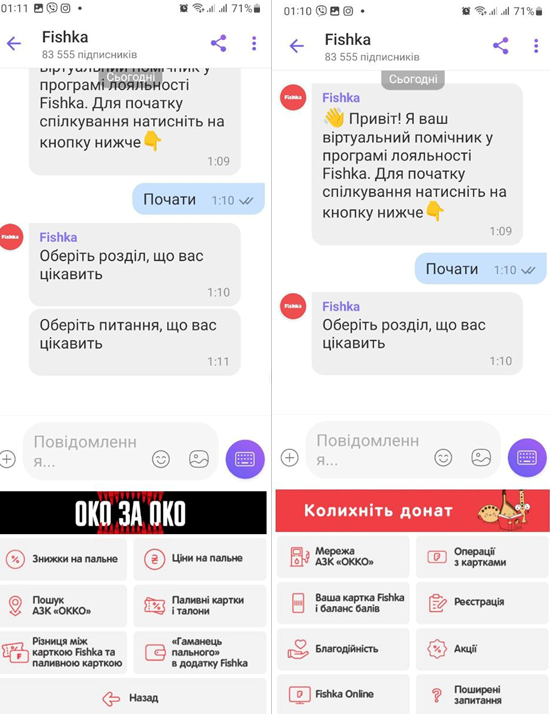 01:11
71%
Fishka
83 555 підписників
Сьогодні
віртуальний помічник у
програмі лояльності
Fishka. Для початку
спілкування натисніть на
кнопку нижче👇
1:09
Почати 1:10
Fishka
Fishka
Оберіть розділ, що вас
цікавить
1:10
Оберіть питання, що вас
цікавить
1:11
Повідомленн
я...
ОКО ЗА ОКО
Знижки на пальне
Ціни на пальне
Пошук
АЗК «ОККО»
Паливні картки
і талони
Різниця між
карткою Fishka та
паливною карткою
«Гаманець
пального»
в додатку Fishka
Назад
01:10
71%
Fishka
83 555 підписників
Сьогодні
Fishka
Fishka
👋 Привіт! Я ваш
віртуальний помічник у
програмі лояльності
Fishka. Для початку
спілкування натисніть на
кнопку нижче👇
1:09
Почати 1:10
Fishka
Fishka
Оберіть розділ, що вас
цікавить
1:10
Повідомленн
я...
Колихніть донат
Мережа
АЗК «ОККО»
Операції
з картками
Ваша картка Fishka
і баланс балів
Реєстрація
Благодійність
Акції
Fishka Online
Поширені
запитання